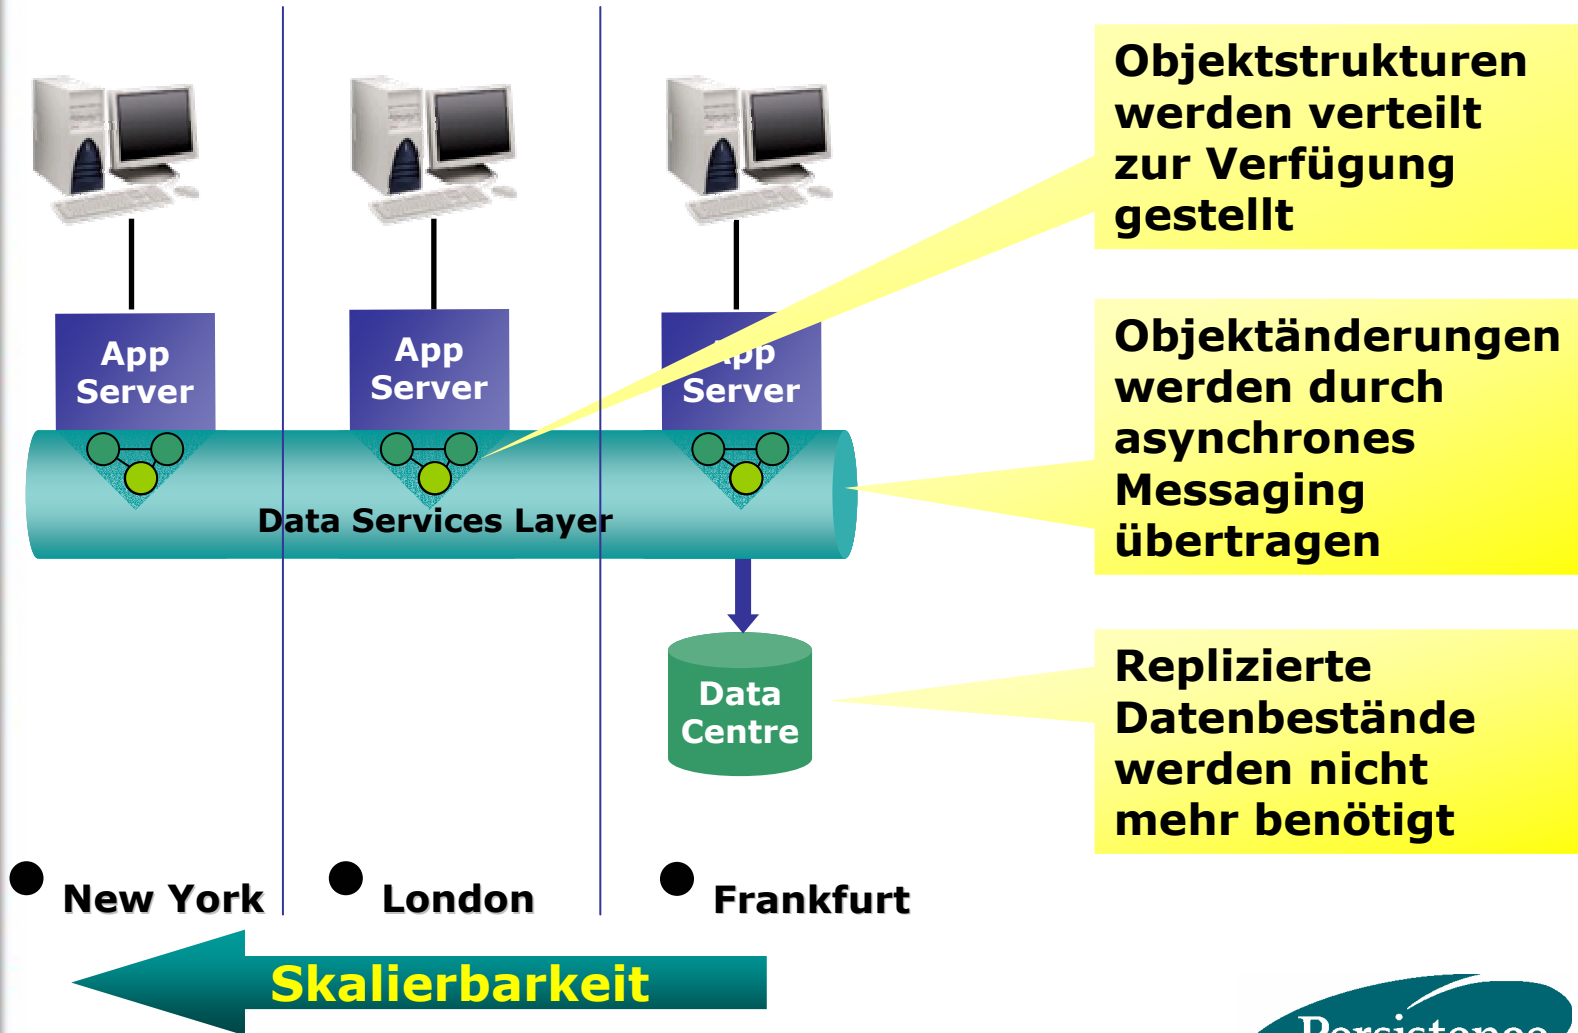 Objektstrukturen
werden verteilt
zur Verfügung
gestellt
App
Server
App
Server
Server
Objektänderungen
werden durch
asynchrones
Messaging
übertragen
Data Services Layer
Data
Centre
Replizierte
Datenbestände
werden nicht
mehr benötigt
New York
London
Frankfurt
Skalierbarkeit
Persistence